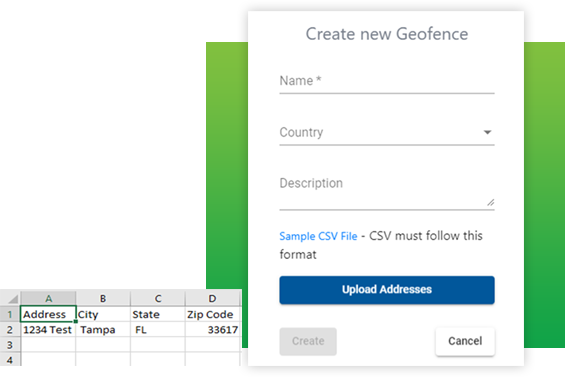 Create new Geofence
Name *
Country
Description
Sample CSV File - CSV must follow this
format
Upload Addresses
Create Cancel
A B C D
1 Address City State Zip Code
2 1234 Test Tampa FL 33617
3
4